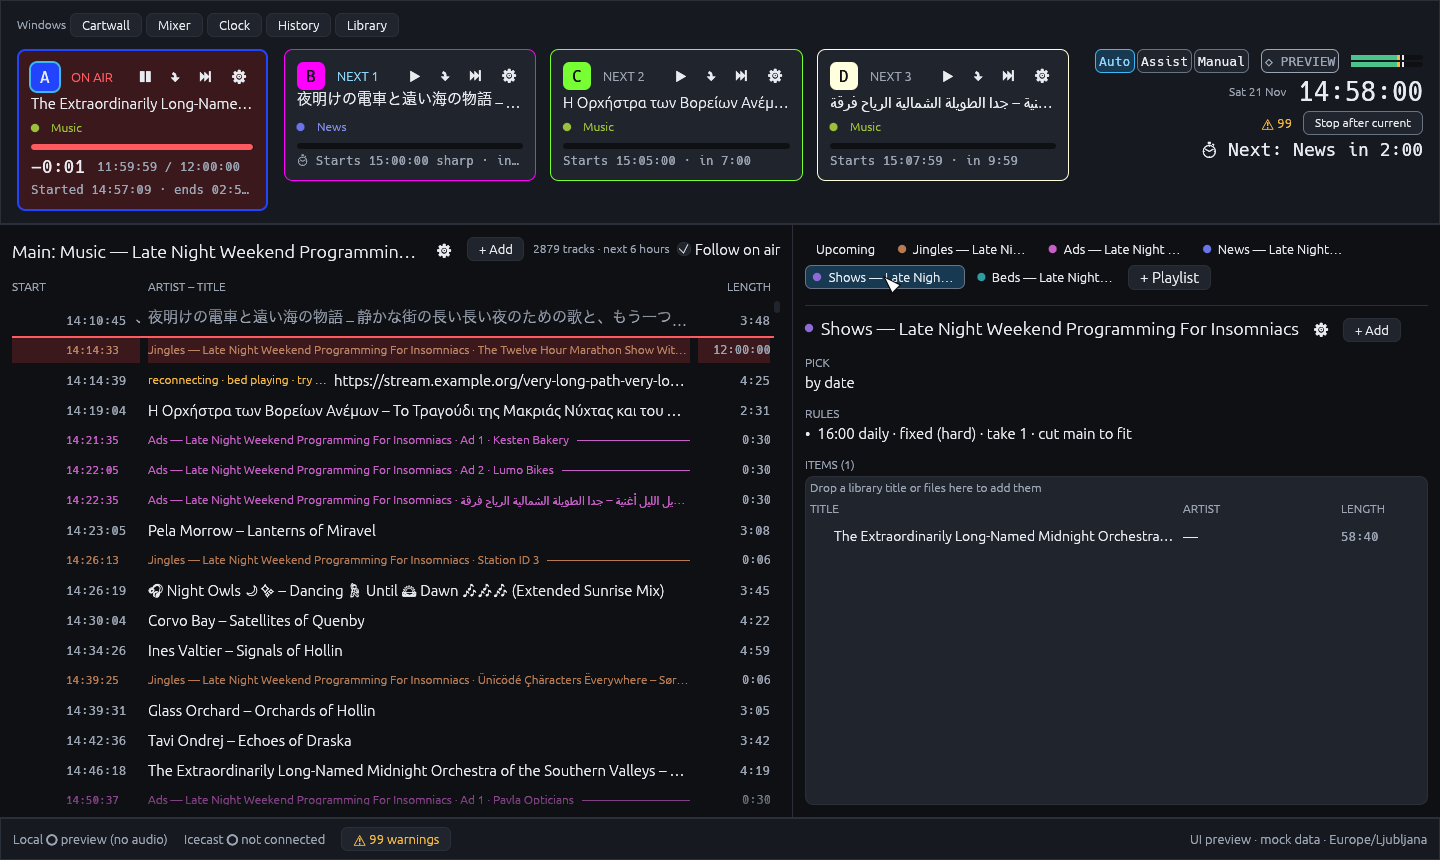 Windows Cartwall Mixer Clock History Library
A ON AIR
The Extraordinarily Long-Name…
Music
−0:01 11:59:59 / 12:00:00
Started 14:57:09 · ends 02:5…
B NEXT 1
夜明けの電車と遠い海の物語 – …
News
Starts 15:00:00 sharp · in…
C NEXT 2
Η Ορχήστρα των Βορείων Ανέμ…
Music
Starts 15:05:00 · in 7:00
D NEXT 3
…نية – جدا الطويلة الشمالية الرياح فرقة
Music
Starts 15:07:59 · in 9:59
Auto Assist Manual ◇ PREVIEW
Sat 21 Nov 14:58:00
⚠ 99 Stop after current
Next: News in 2:00
Main: Music — Late Night Weekend Programmin… + Add 2879 tracks · next 6 hours ✓ Follow on air
START ARTIST – TITLE LENGTH
14:10:45 、夜明けの電車と遠い海の物語 – 静かな街の長い長い夜のための歌と、もう一つ… 3:48
14:14:33 Jingles — Late Night Weekend Programming For Insomniacs · The Twelve Hour Marathon Show Wit… 12:00:00
14:14:39 reconnecting · bed playing · try … https://stream.example.org/very-long-path-very-lo… 4:25
14:19:04 Η Ορχήστρα των Βορείων Ανέμων – Το Τραγούδι της Μακριάς Νύχτας και του … 2:31
14:21:35 Ads — Late Night Weekend Programming For Insomniacs · Ad 1 · Kesten Bakery 0:30
14:22:05 Ads — Late Night Weekend Programming For Insomniacs · Ad 2 · Lumo Bikes 0:30
14:22:35 Ads — Late Night Weekend Programming For Insomniacs · …يل الليل أغنية – جدا الطويلة الشمالية الرياح فرقة 0:30
14:23:05 Pela Morrow – Lanterns of Miravel 3:08
14:26:13 Jingles — Late Night Weekend Programming For Insomniacs · Station ID 3 0:06
14:26:19 🎧 Night Owls 🌙✨ – Dancing 💃 Until 🌅 Dawn 🎶🎶🎶 (Extended Sunrise Mix) 3:45
14:30:04 Corvo Bay – Satellites of Quenby 4:22
14:34:26 Ines Valtier – Signals of Hollin 4:59
14:39:25 Jingles — Late Night Weekend Programming For Insomniacs · Ünïcödé Çhäracters Ëverywhere – Sør… 0:06
14:39:31 Glass Orchard – Orchards of Hollin 3:05
14:42:36 Tavi Ondrej – Echoes of Draska 3:42
14:46:18 The Extraordinarily Long-Named Midnight Orchestra of the Southern Valleys – … 4:19
14:50:37 Ads — Late Night Weekend Programming For Insomniacs · Ad 1 · Pavla Opticians 0:30
Upcoming Jingles — Late Ni… Ads — Late Night … News — Late Night…
Shows — Late Nigh… Beds — Late Night… + Playlist
Shows — Late Night Weekend Programming For Insomniacs + Add
PICK
by date
RULES
• 16:00 daily · fixed (hard) · take 1 · cut main to fit
ITEMS (1)
Drop a library title or files here to add them
TITLE ARTIST LENGTH
The Extraordinarily Long-Named Midnight Orchestra… — 58:40
Local preview (no audio) Icecast not connected ⚠ 99 warnings UI preview · mock data · Europe/Ljubljana